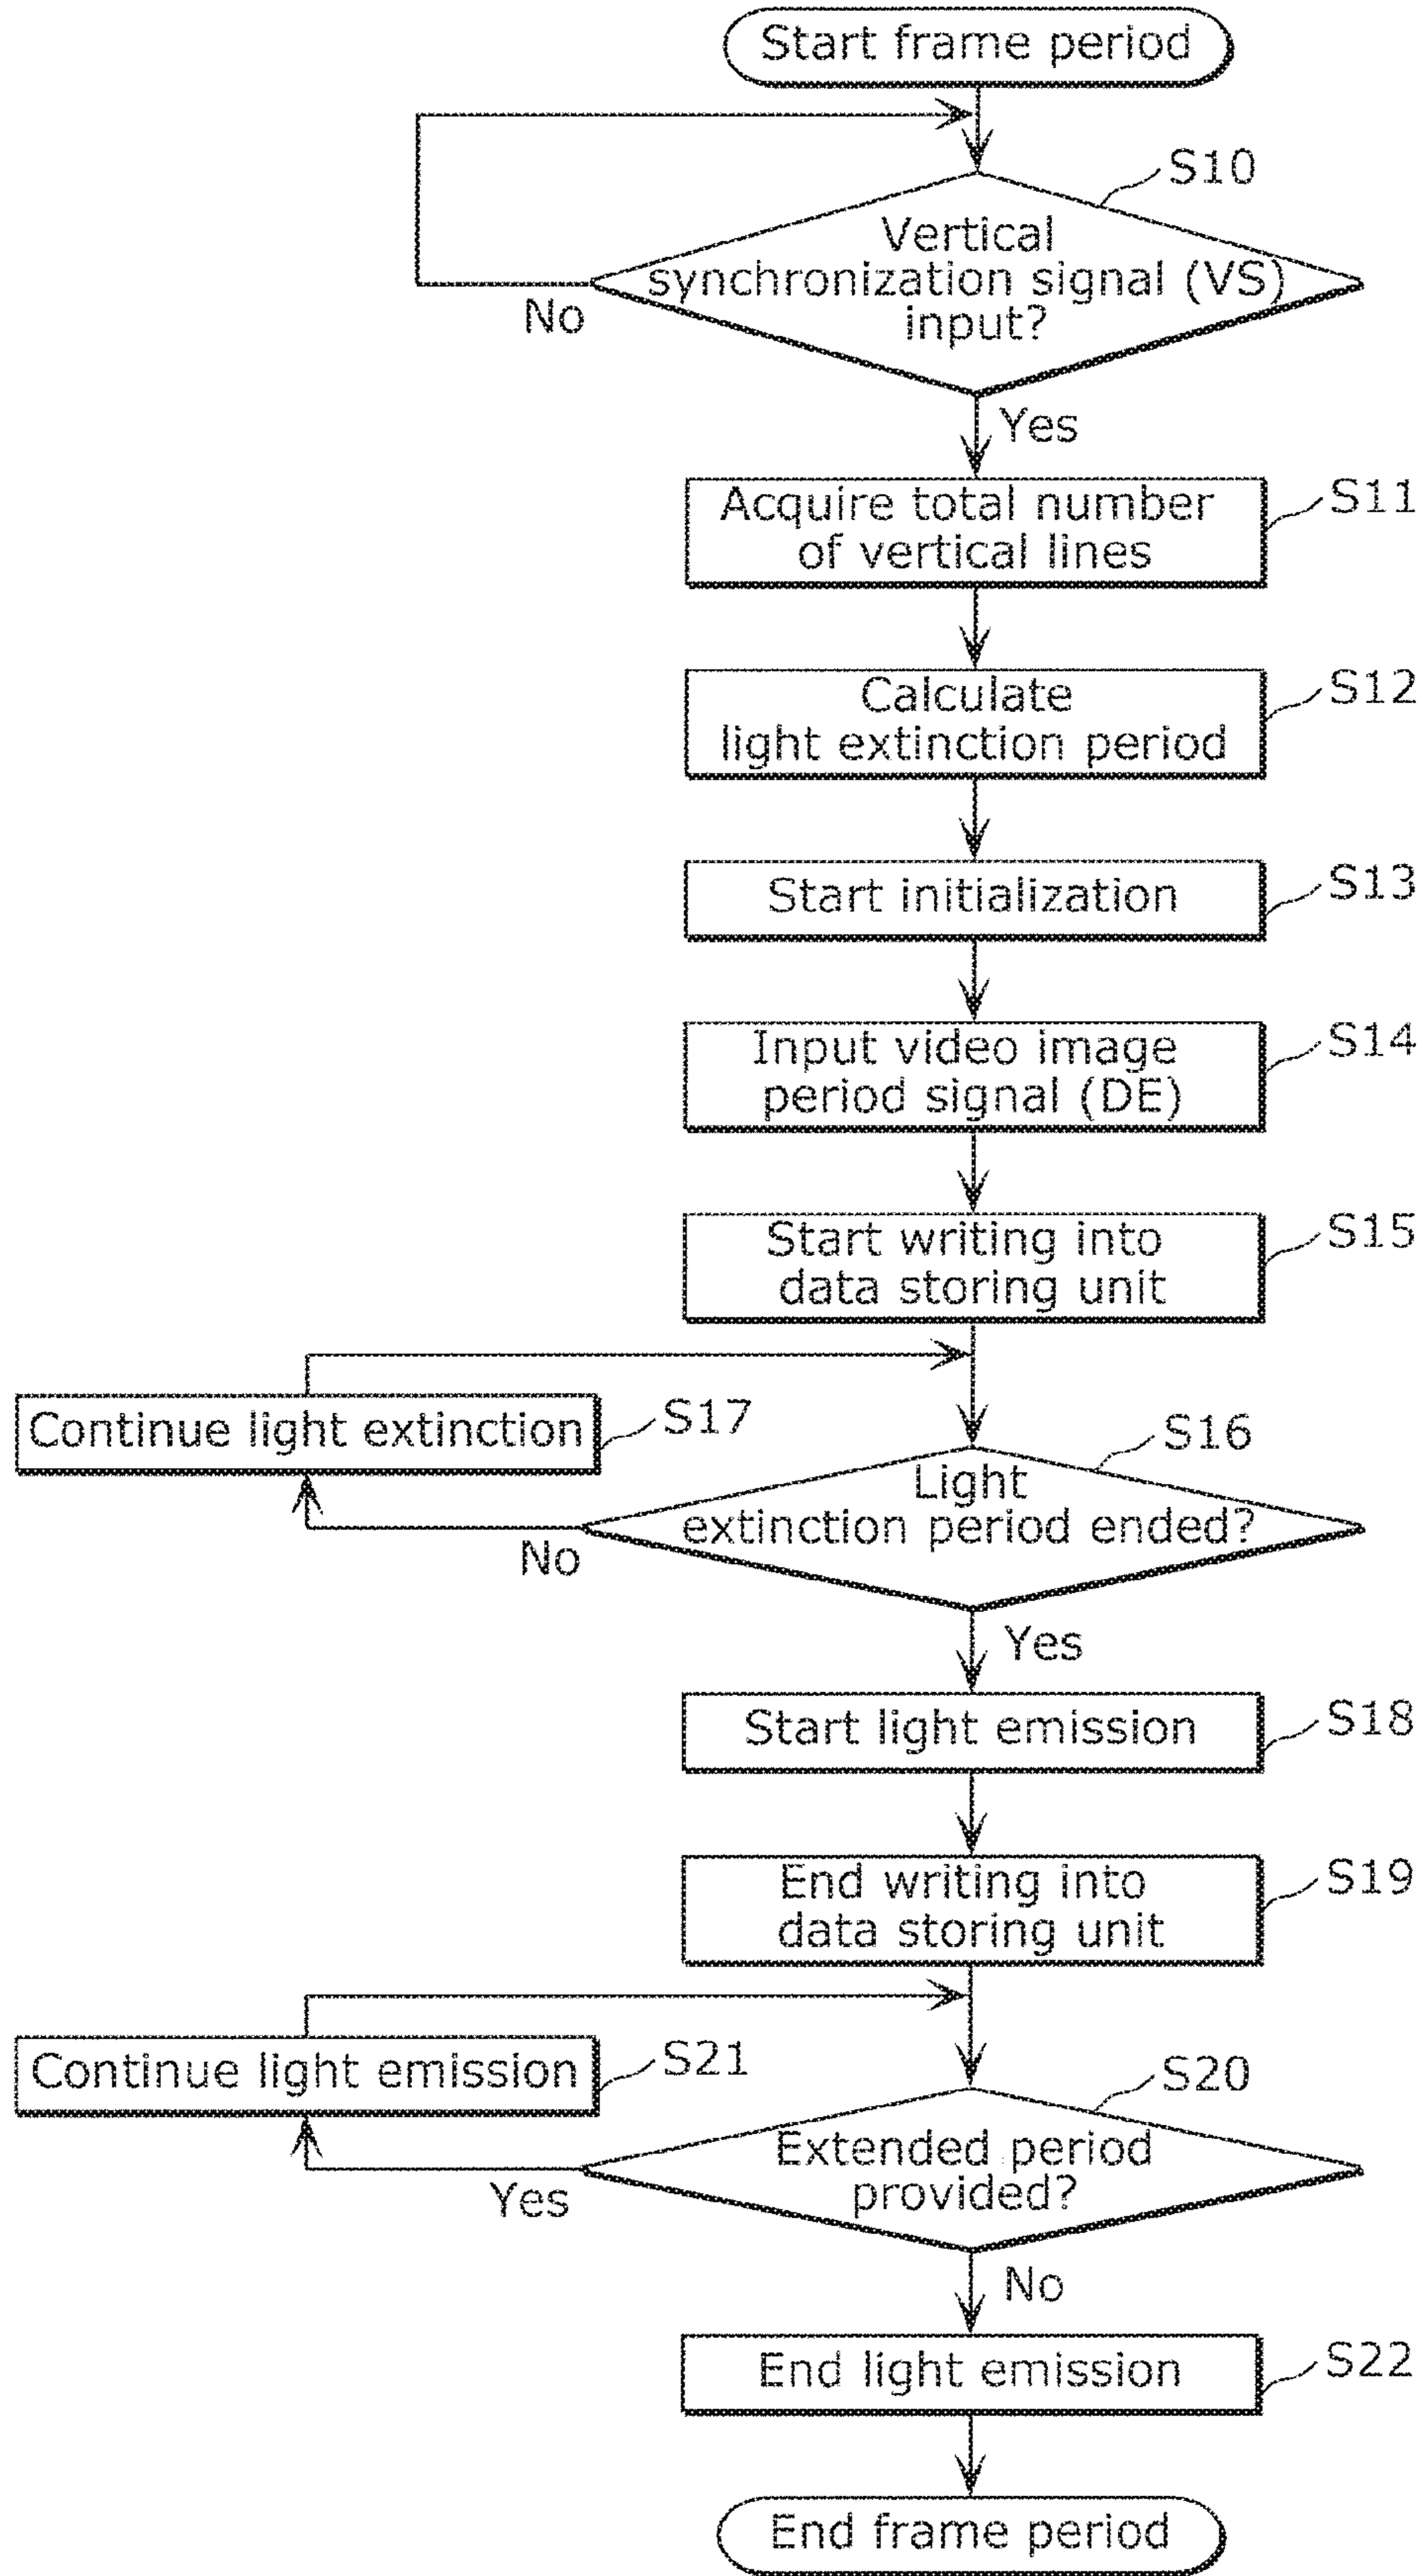 Start frame period
S10
Vertical
synchronization signal (VS)
input?
No
Yes
Acquire total number
of vertical lines
S11
Calculate
light extinction period
S12
Start initialization
S13
Input video image
period signal (DE)
S14
Start writing into
data storing unit
S15
Continue light extinction
S17
S16
Light
extinction period ended?
No
Yes
Start light emission
S18
End writing into
data storing unit
S19
Continue light emission
S21
S20
Extended period
provided?
Yes
No
End light emission
S22
End frame period